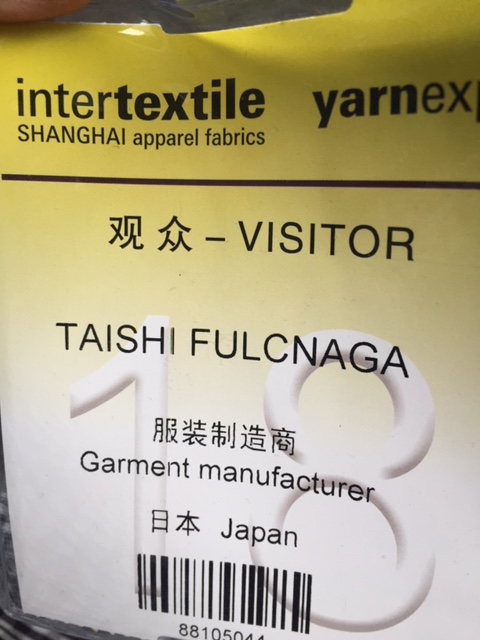 intertextile yarnexp
SHANGHAI apparel fabrics
观众 – VISITOR
TAISHI FULCNAGA
18
服装制造商
Garment manufacturer
日本 Japan